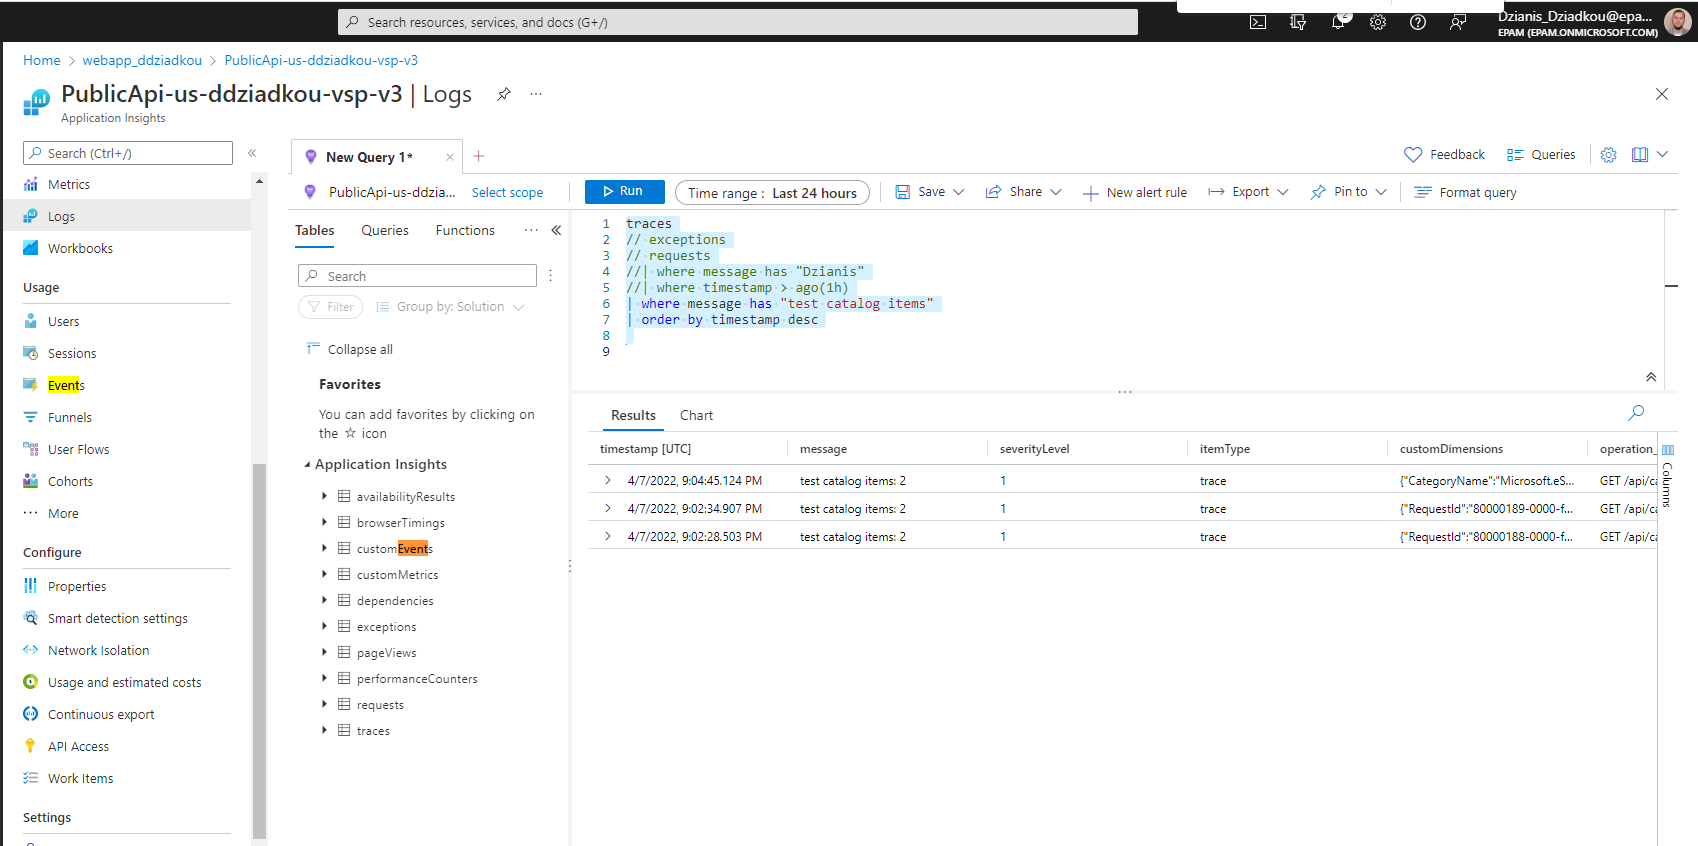 Search resources, services, and docs (G+/)
2
Dzianis_Dziadkou@epa...
EPAM (EPAM.ONMICROSOFT.COM)
Home > webapp_ddziadkou > PublicApi-us-ddziadkou-vsp-v3
PublicApi-us-ddziadkou-vsp-v3 | Logs ...
Application Insights
Search (Ctrl+/) «
Metrics
Logs
Workbooks
Usage
Users
Sessions
Events
Funnels
User Flows
Cohorts
More
Configure
Properties
Smart detection settings
Network Isolation
Usage and estimated costs
Continuous export
API Access
Work Items
Settings
New Query 1*
Feedback
Queries
PublicApi-us-ddzia... Select scope
Run
Time range : Last 24 hours
Save
Share
New alert rule
Export
Pin to
Format query
Tables Queries Functions ... «
Search
Filter
Group by: Solution
Collapse all
Favorites
You can add favorites by clicking on
the ☆ icon
Application Insights
availabilityResults
browserTimings
customEvents
customMetrics
dependencies
exceptions
pageViews
performanceCounters
requests
traces
1 traces
2 // exceptions
3 // requests
4 //| where message has "Dzianis"
5 //| where timestamp > ago(1h)
6 | where message has "test catalog items"
7 | order by timestamp desc
8
9
Results Chart
timestamp [UTC] message severityLevel itemType customDimensions operation_
4/7/2022, 9:04:45.124 PM test catalog items: 2 1 trace {"CategoryName":"Microsoft.eS... GET /api/ca
4/7/2022, 9:02:34.907 PM test catalog items: 2 1 trace {"RequestId":"80000189-0000-f... GET /api/ca
4/7/2022, 9:02:28.503 PM test catalog items: 2 1 trace {"RequestId":"80000188-0000-f... GET /api/ca
Columns